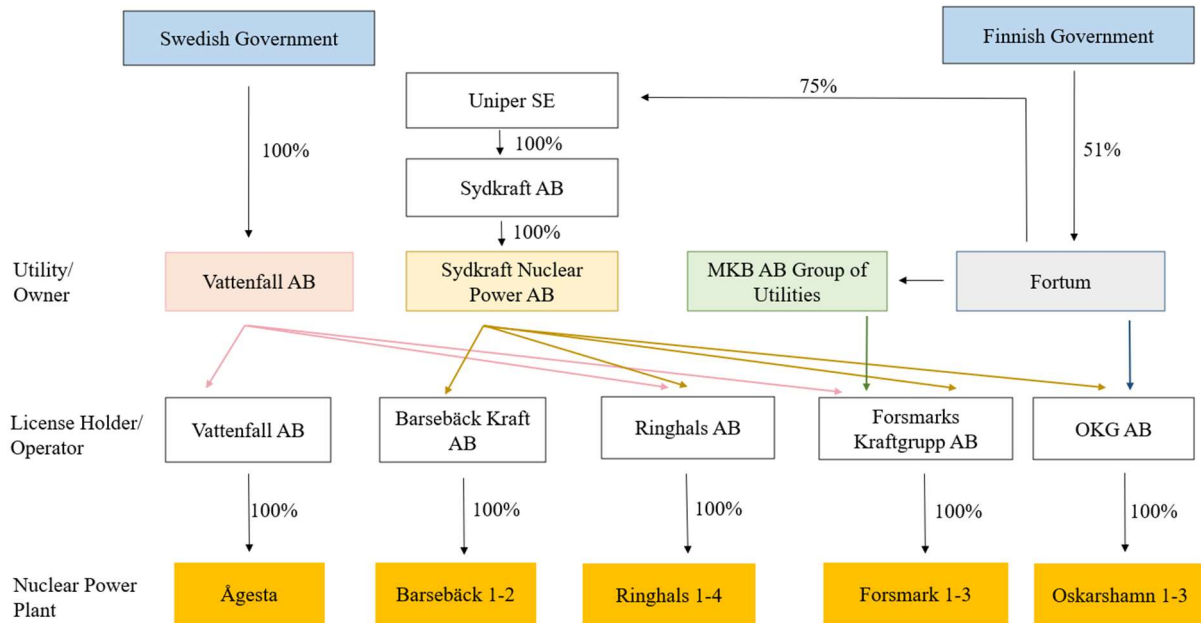 Swedish Government
Finnish Government
Uniper SE
75%
100%
100%
51%
Sydkraft AB
100%
Utility/
Owner
Vattenfall AB
Sydkraft Nuclear
Power AB
MKB AB Group of
Utilities
Fortum
License Holder/
Operator
Vattenfall AB
Barsebäck Kraft
AB
Ringhals AB
Forsmarks
Kraftgrupp AB
OKG AB
100%
100%
100%
100%
100%
Nuclear Power
Plant
Ågesta
Barsebäck 1-2
Ringhals 1-4
Forsmark 1-3
Oskarshamn 1-3